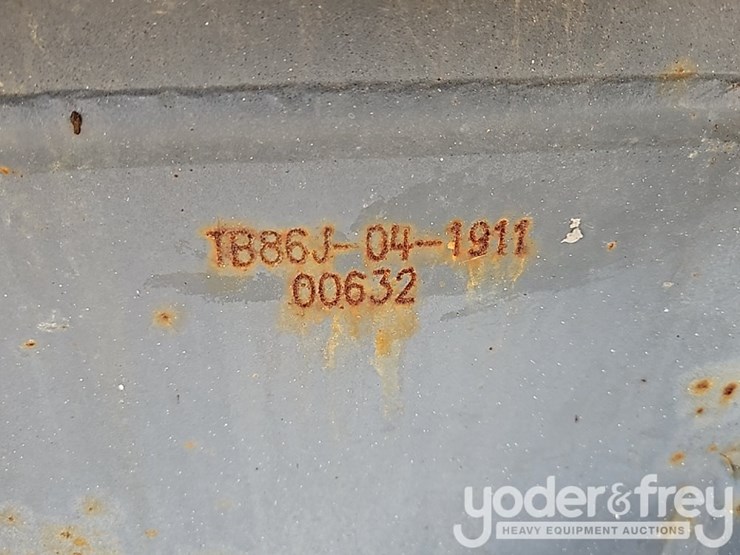 TB86J-04-1911
00632
yoder&frey
HEAVY EQUIPMENT AUCTIONS